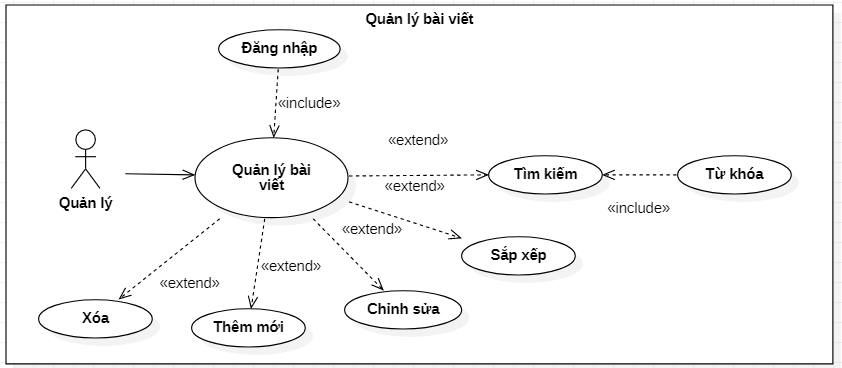 Quản lý bài viết
Đăng nhập
«include»
«extend»
Quản lý bài
viết
Tìm kiếm
Từ khóa
«extend»
Quản lý
«include»
«extend»
Sắp xếp
«extend»
«extend»
Xóa
Thêm mới
Chỉnh sửa